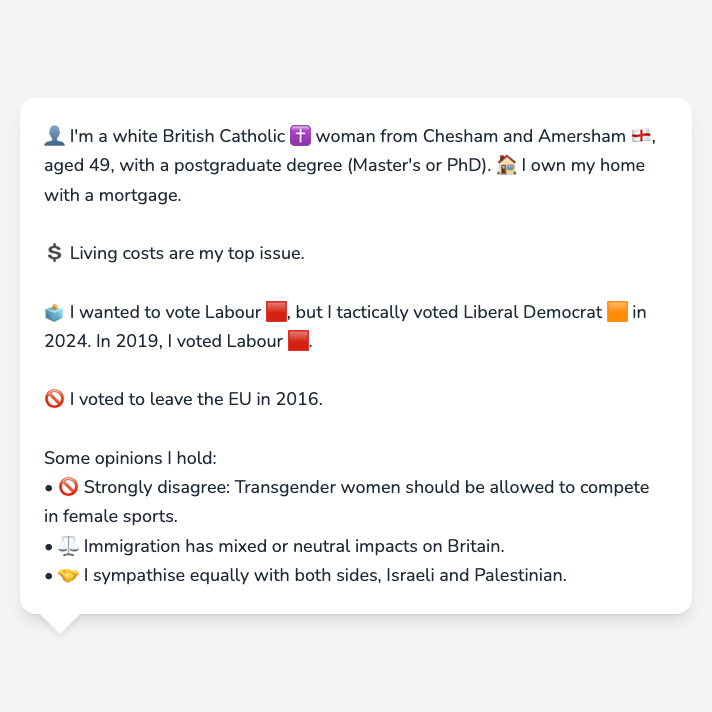 👤 I'm a white British Catholic ✝️ woman from Chesham and Amersham 🏴󠁧󠁢󠁥󠁮󠁧󠁿,
aged 49, with a postgraduate degree (Master's or PhD). 🏠 I own my home
with a mortgage.
💲 Living costs are my top issue.
🗳️ I wanted to vote Labour 🟥, but I tactically voted Liberal Democrat 🟧 in
2024. In 2019, I voted Labour 🟥.
🚫 I voted to leave the EU in 2016.
Some opinions I hold:
• 🚫 Strongly disagree: Transgender women should be allowed to compete
in female sports.
• ⚖️ Immigration has mixed or neutral impacts on Britain.
• 🤝 I sympathise equally with both sides, Israeli and Palestinian.